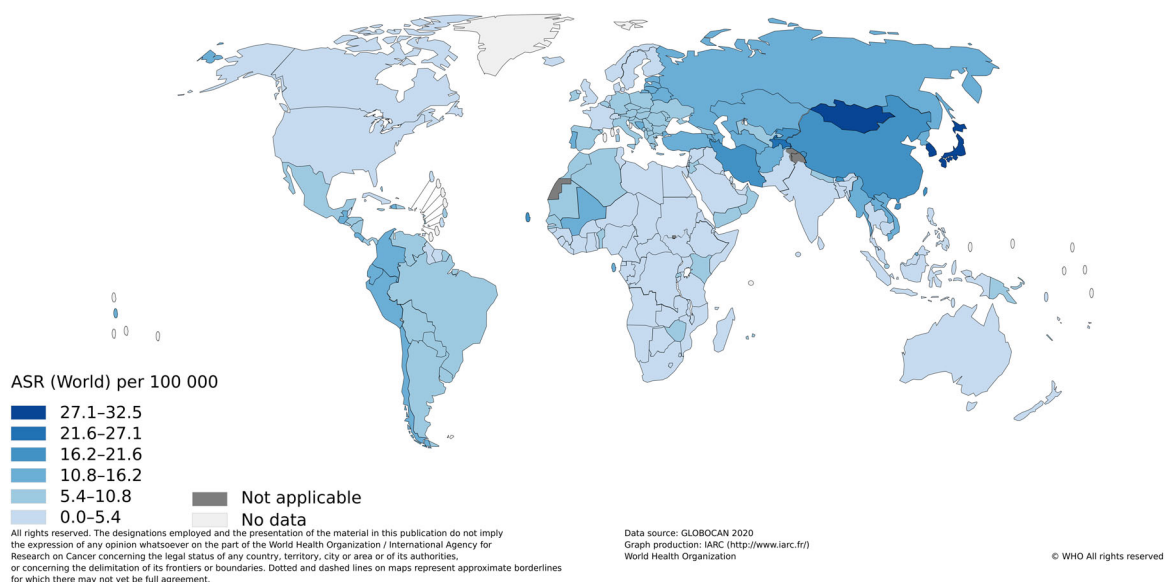 ASR (World) per 100 000
27.1–32.5
21.6–27.1
16.2–21.6
10.8–16.2
5.4–10.8
0.0–5.4
Not applicable
No data
All rights reserved. The designations employed and the presentation of the material in this publication do not imply
the expression of any opinion whatsoever on the part of the World Health Organization / International Agency for
Research on Cancer concerning the legal status of any country, territory, city or area or of its authorities,
or concerning the delimitation of its frontiers or boundaries. Dotted and dashed lines on maps represent approximate borderlines
for which there may not yet be full agreement.
Data source: GLOBOCAN 2020
Graph production: IARC (http://www.iarc.fr/)
World Health Organization
© WHO All rights reserved